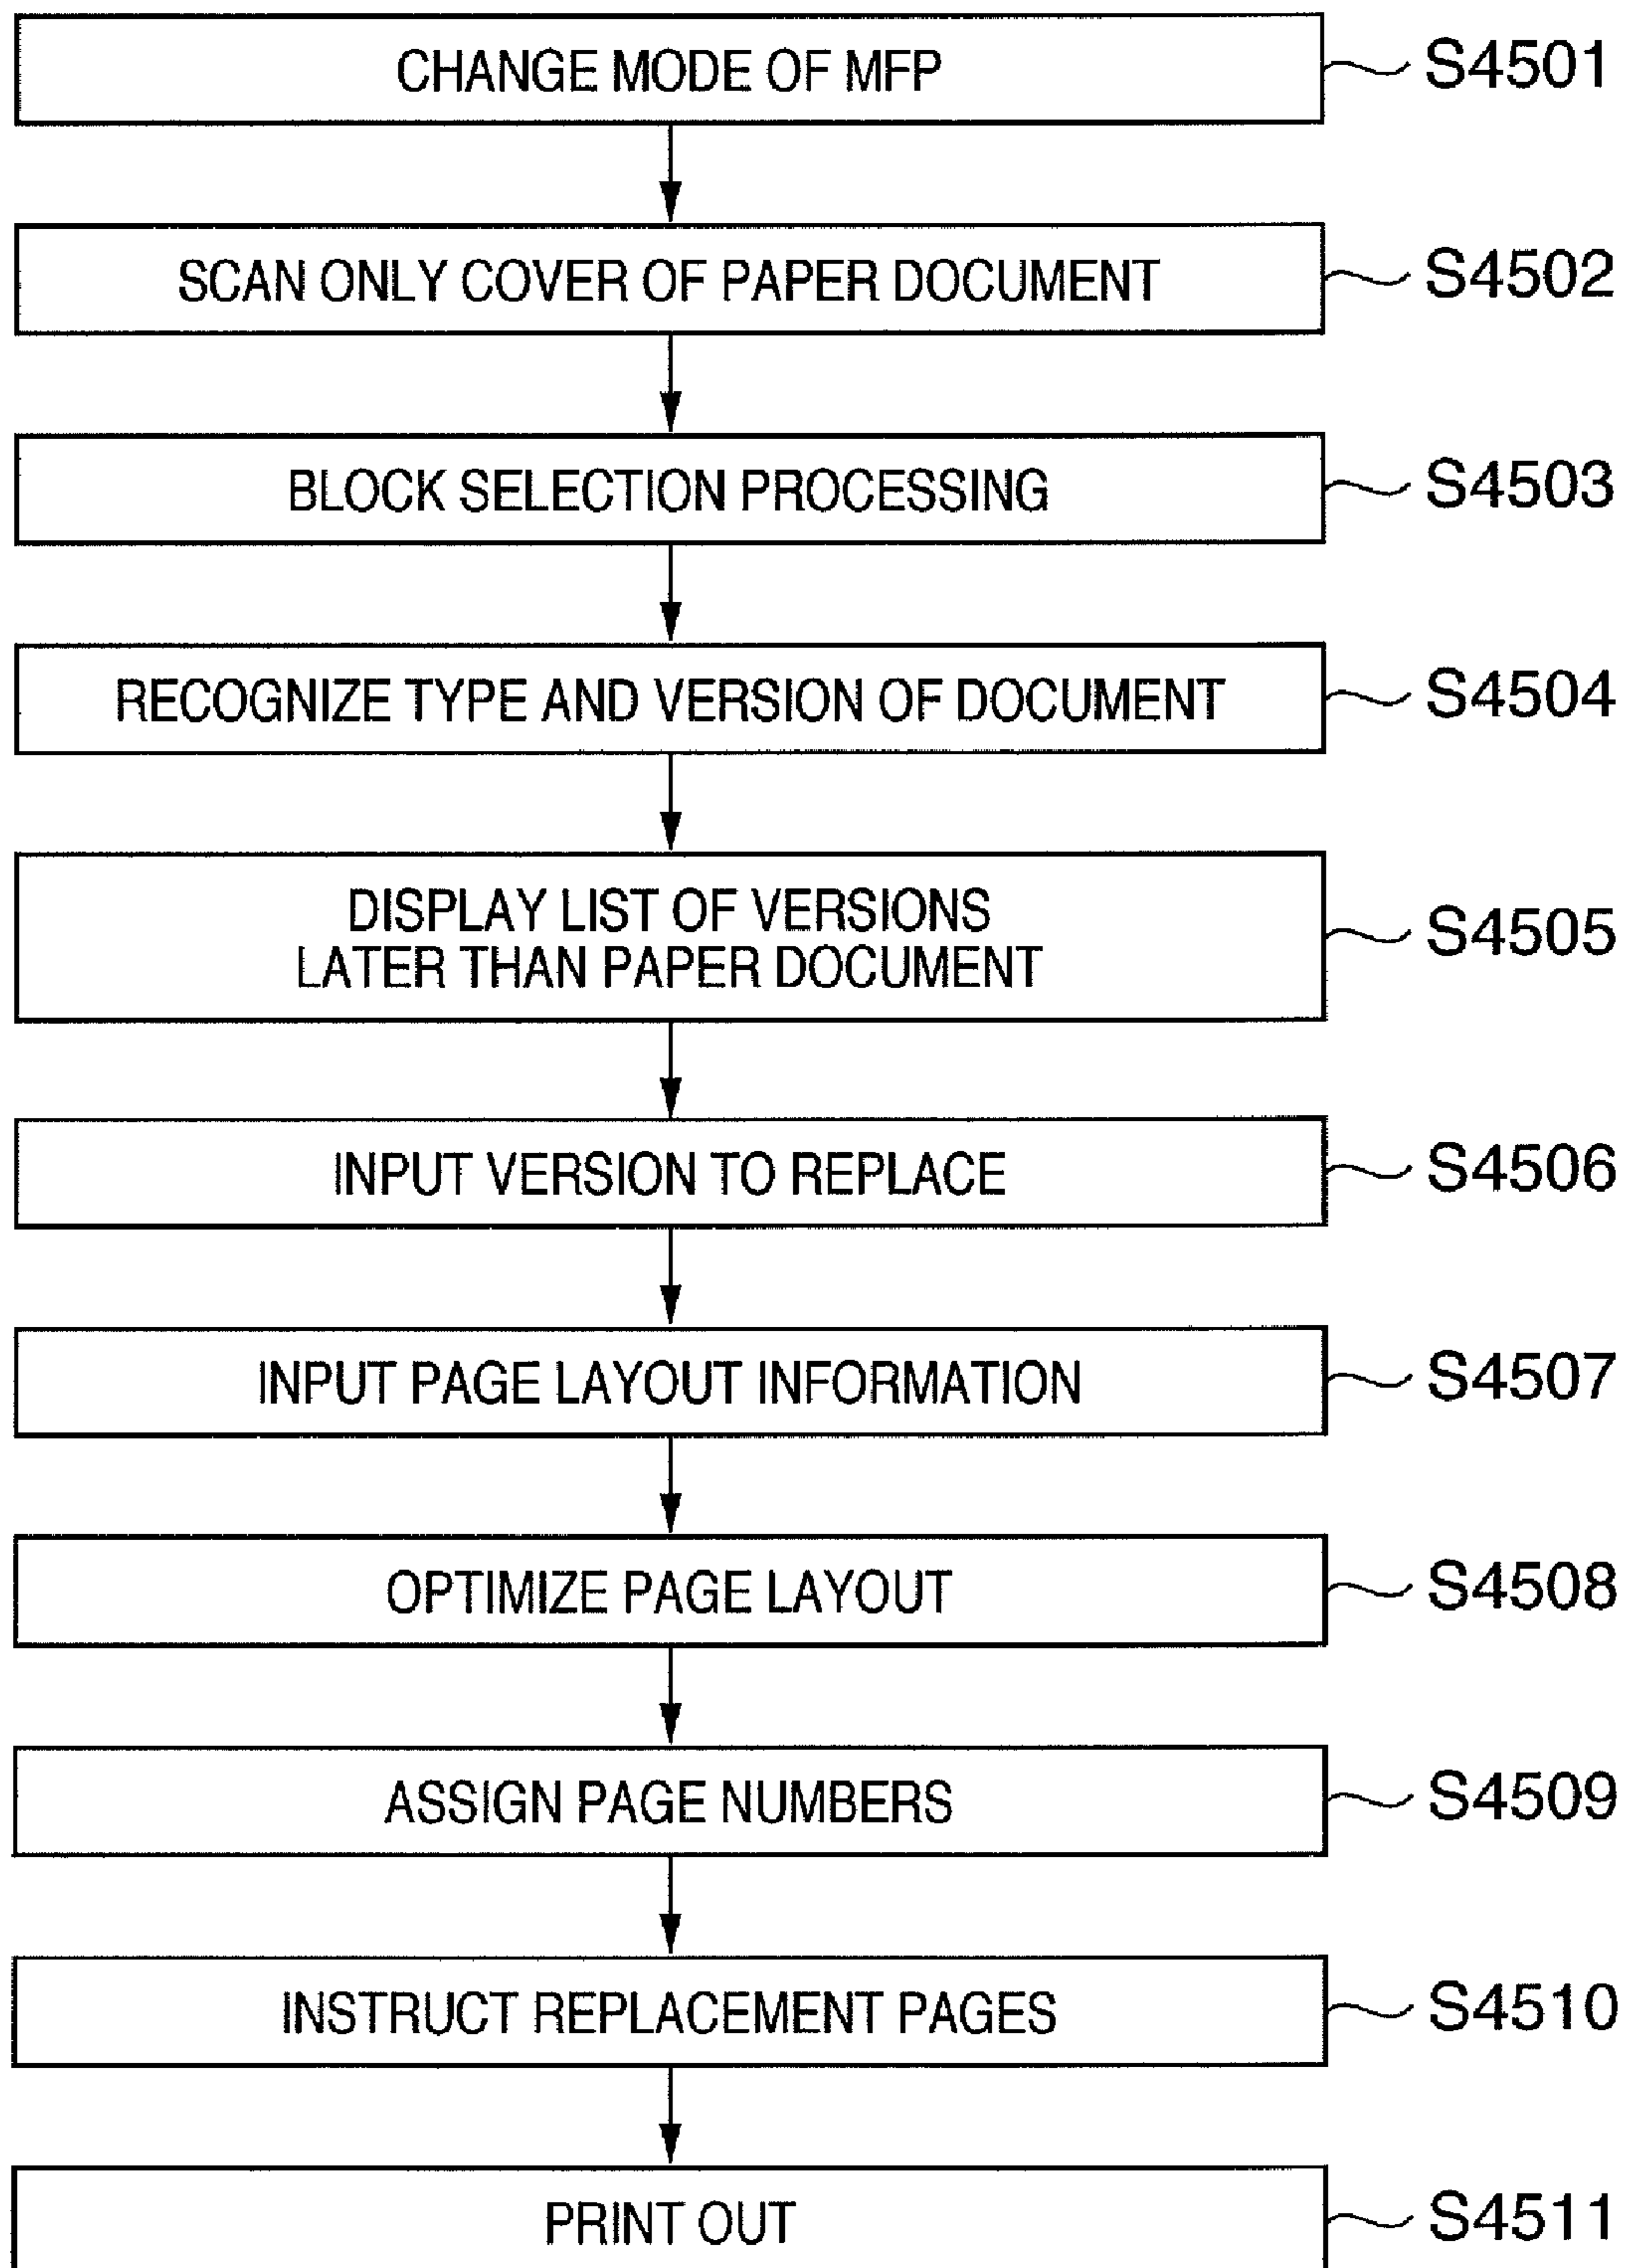 CHANGE MODE OF MFP
S4501
SCAN ONLY COVER OF PAPER DOCUMENT
S4502
BLOCK SELECTION PROCESSING
S4503
RECOGNIZE TYPE AND VERSION OF DOCUMENT
S4504
DISPLAY LIST OF VERSIONS
LATER THAN PAPER DOCUMENT
S4505
INPUT VERSION TO REPLACE
S4506
INPUT PAGE LAYOUT INFORMATION
S4507
OPTIMIZE PAGE LAYOUT
S4508
ASSIGN PAGE NUMBERS
S4509
INSTRUCT REPLACEMENT PAGES
S4510
PRINT OUT
S4511